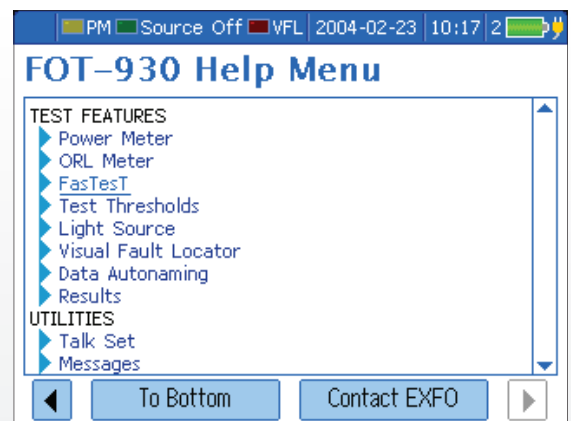 PM Source Off VFL 2004-02-23 10:17 2
FOT-930 Help Menu
TEST FEATURES
Power Meter
ORL Meter
FasTesT
Test Thresholds
Light Source
Visual Fault Locator
Data Autonaming
Results
UTILITIES
Talk Set
Messages
To Bottom Contact EXFO